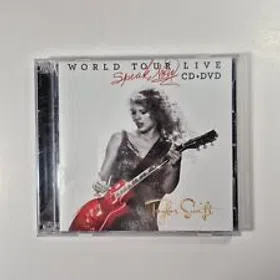 WORLD TOUR LIVE
Speak Now CD+DVD
Taylor Swift